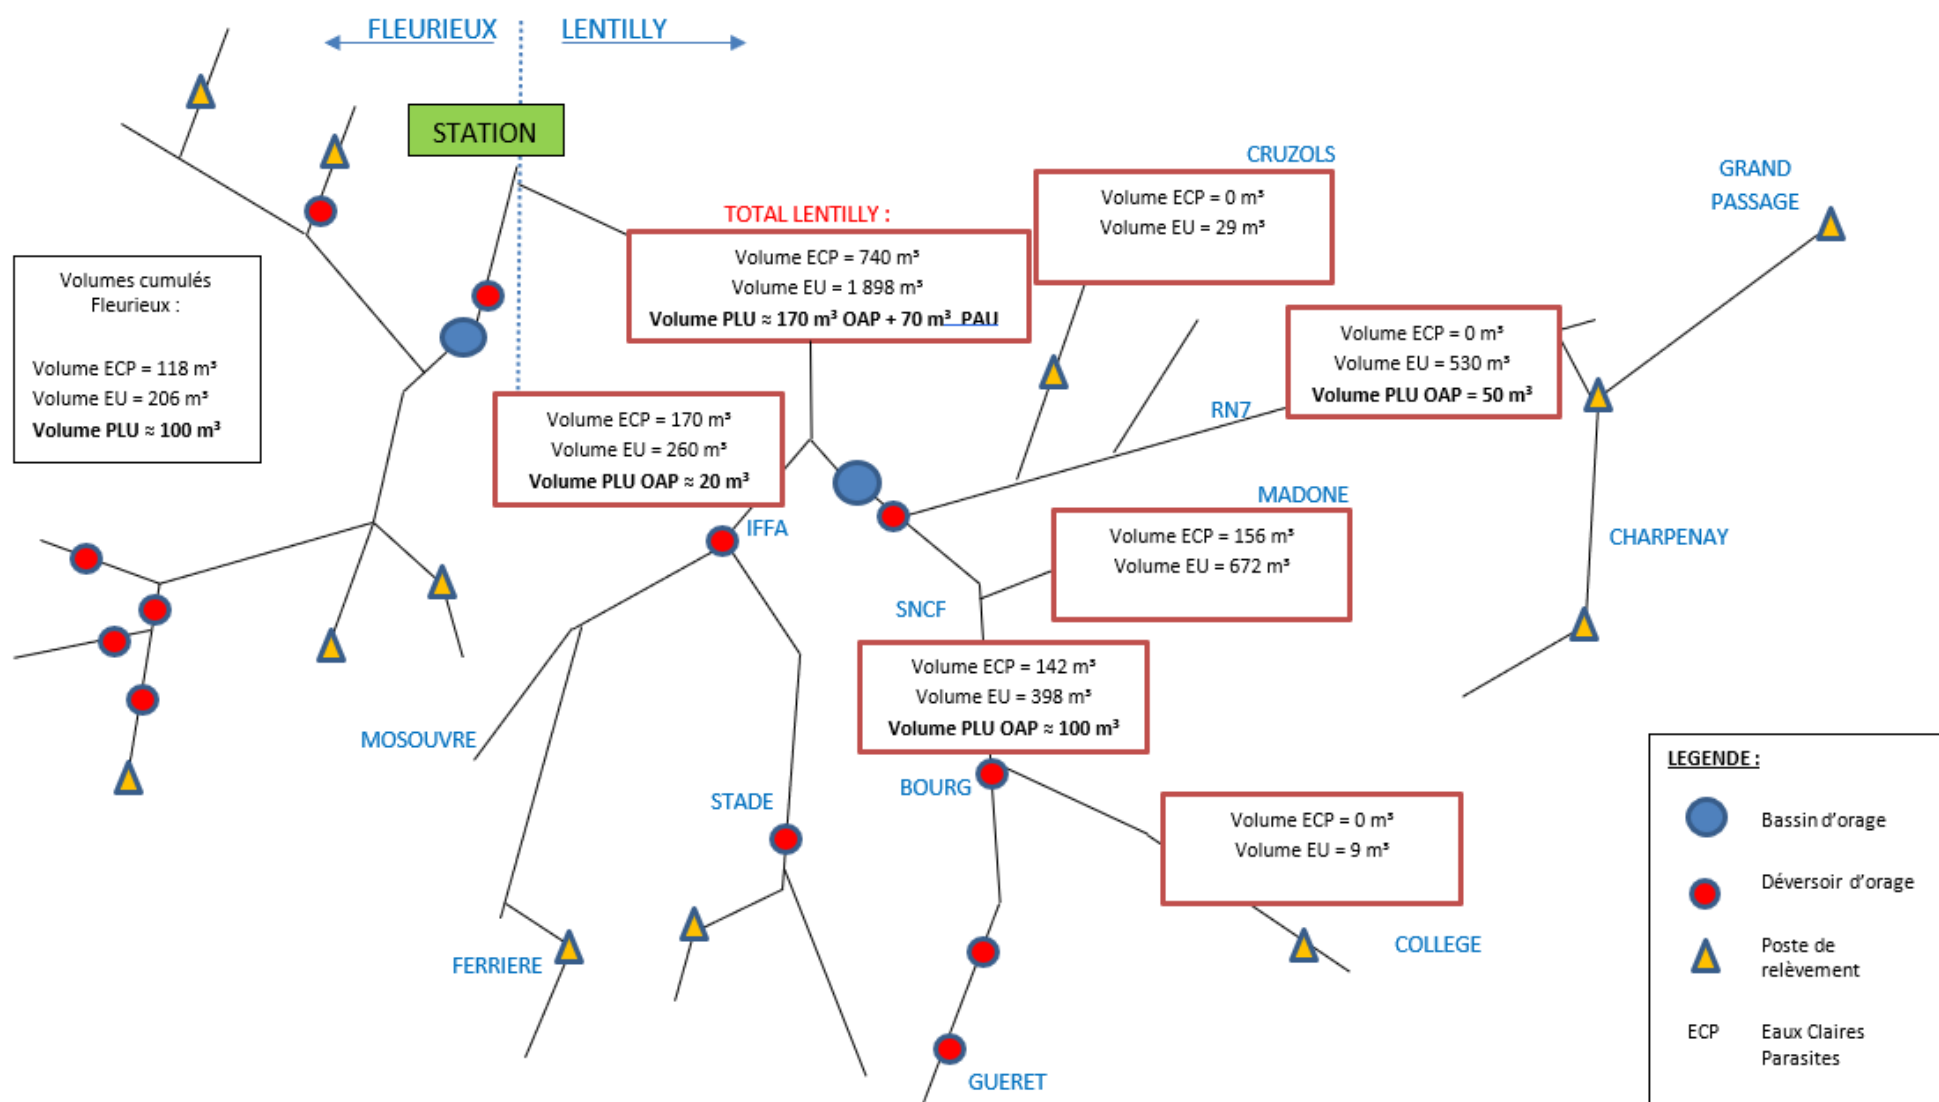 FLEURIEUX
LENTILLY
STATION
CRUZOLS
GRAND
PASSAGE
TOTAL LENTILLY :
Volume ECP = 0 m³
Volume EU = 29 m³
Volume ECP = 740 m³
Volume EU = 1 898 m³
Volume PLU ≈ 170 m³ OAP + 70 m³ PAU
Volumes cumulés
Fleurieux :
Volume ECP = 118 m³
Volume EU = 206 m³
Volume PLU ≈ 100 m³
Volume ECP = 0 m³
Volume EU = 530 m³
Volume PLU OAP = 50 m³
RN7
Volume ECP = 170 m³
Volume EU = 260 m³
Volume PLU OAP ≈ 20 m³
IFFA
MADONE
Volume ECP = 156 m³
Volume EU = 672 m³
CHARPENAY
SNCF
Volume ECP = 142 m³
Volume EU = 398 m³
Volume PLU OAP ≈ 100 m³
MOSOUVRE
STADE
BOURG
Volume ECP = 0 m³
Volume EU = 9 m³
FERRIERE
COLLEGE
GUERET
LEGENDE :
Bassin d'orage
Déversoir d'orage
Poste de
relèvement
ECP Eaux Claires
Parasites